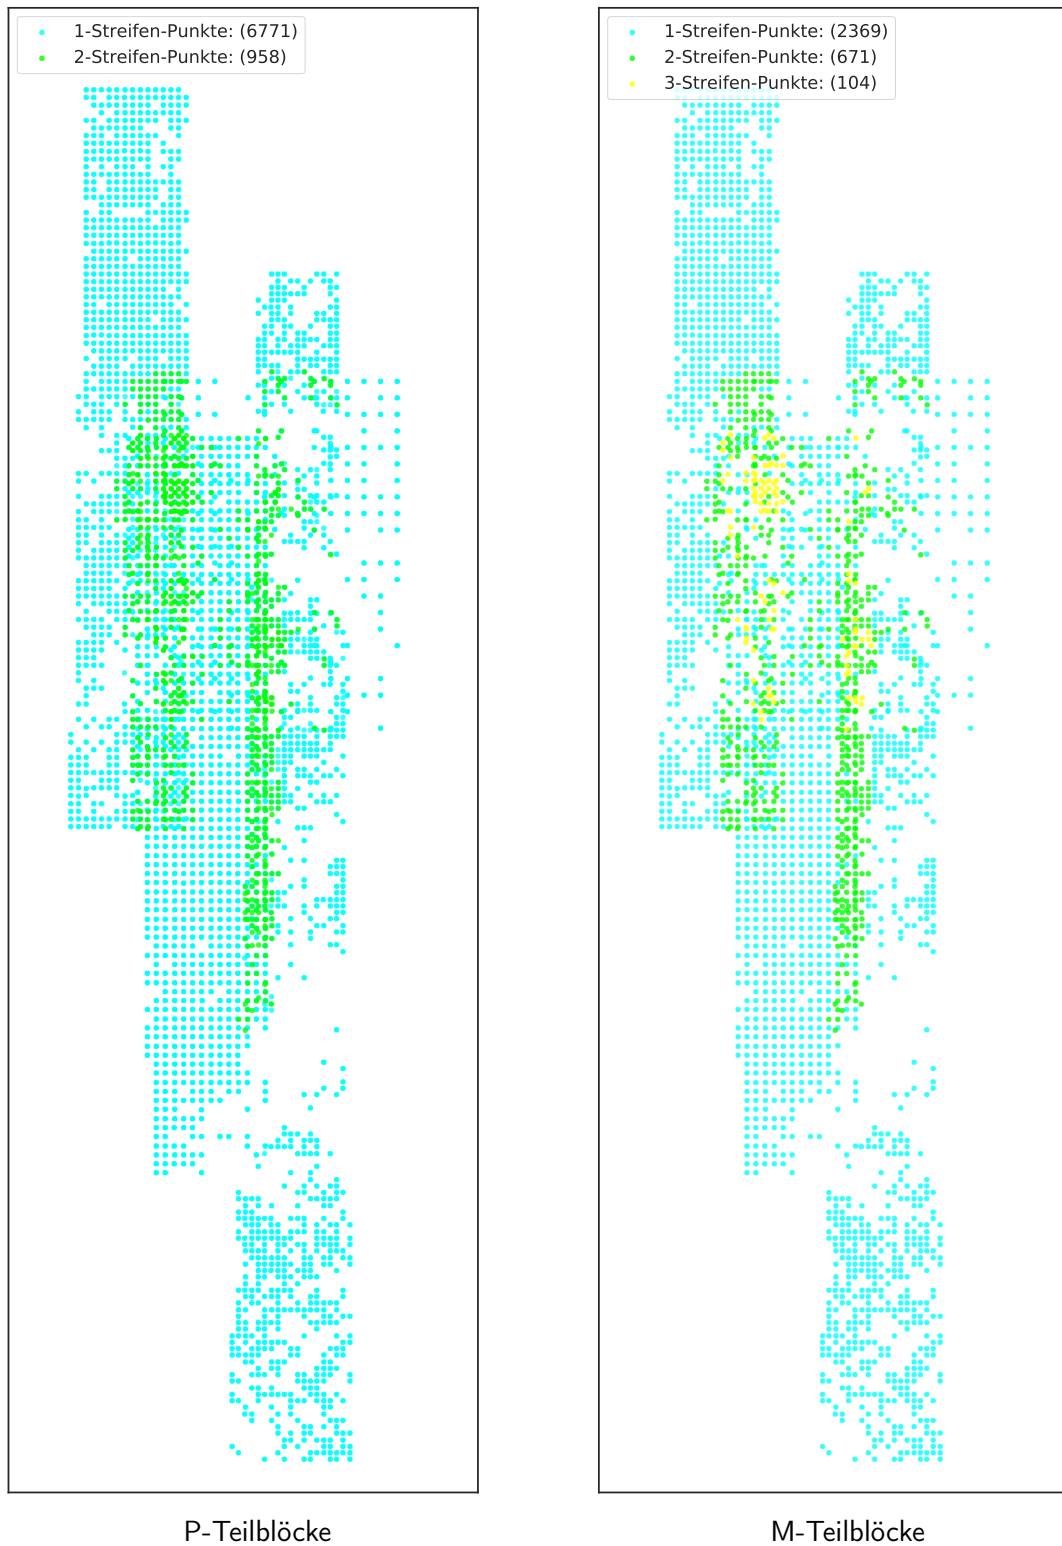 1-Streifen-Punkte: (6771)
2-Streifen-Punkte: (958)
1-Streifen-Punkte: (2369)
2-Streifen-Punkte: (671)
3-Streifen-Punkte: (104)
P-Teilblöcke
M-Teilblöcke